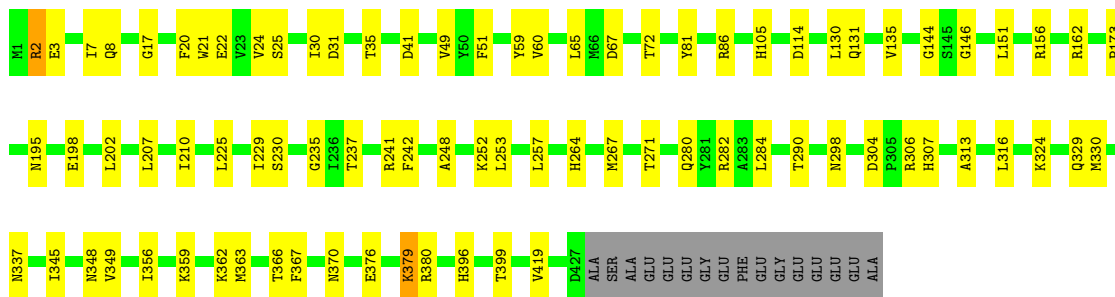 M1 R2 E3 I7 Q8 G17 F20 W21 E22 V23 V24 S25 I30 D31 T35 D41 V49 Y50 F51 Y59 V60 L65 M66 D67 T72 Y81 R86 H105 D114 L130 Q131 V135 G144 S145 G146 L151 R156 R162
N195 E198 L202 L207 I210 L225 I229 S230 G235 I236 T237 R241 F242 A248 K252 L253 L257 H264 M267 T271 Q280 Y281 R282 A283 L284 T290 N298 D304 P305 R306 H307 A313 L316 K324 Q329 M330
N337 I345 N348 V349 I356 K359 K362 M363 T366 F367 N370 E376 K379 R380 H396 T399 V419 D427 ALA SER ALA GLU GLU GLU GLY GLU PHE GLU GLY GLU GLU GLU GLU ALA